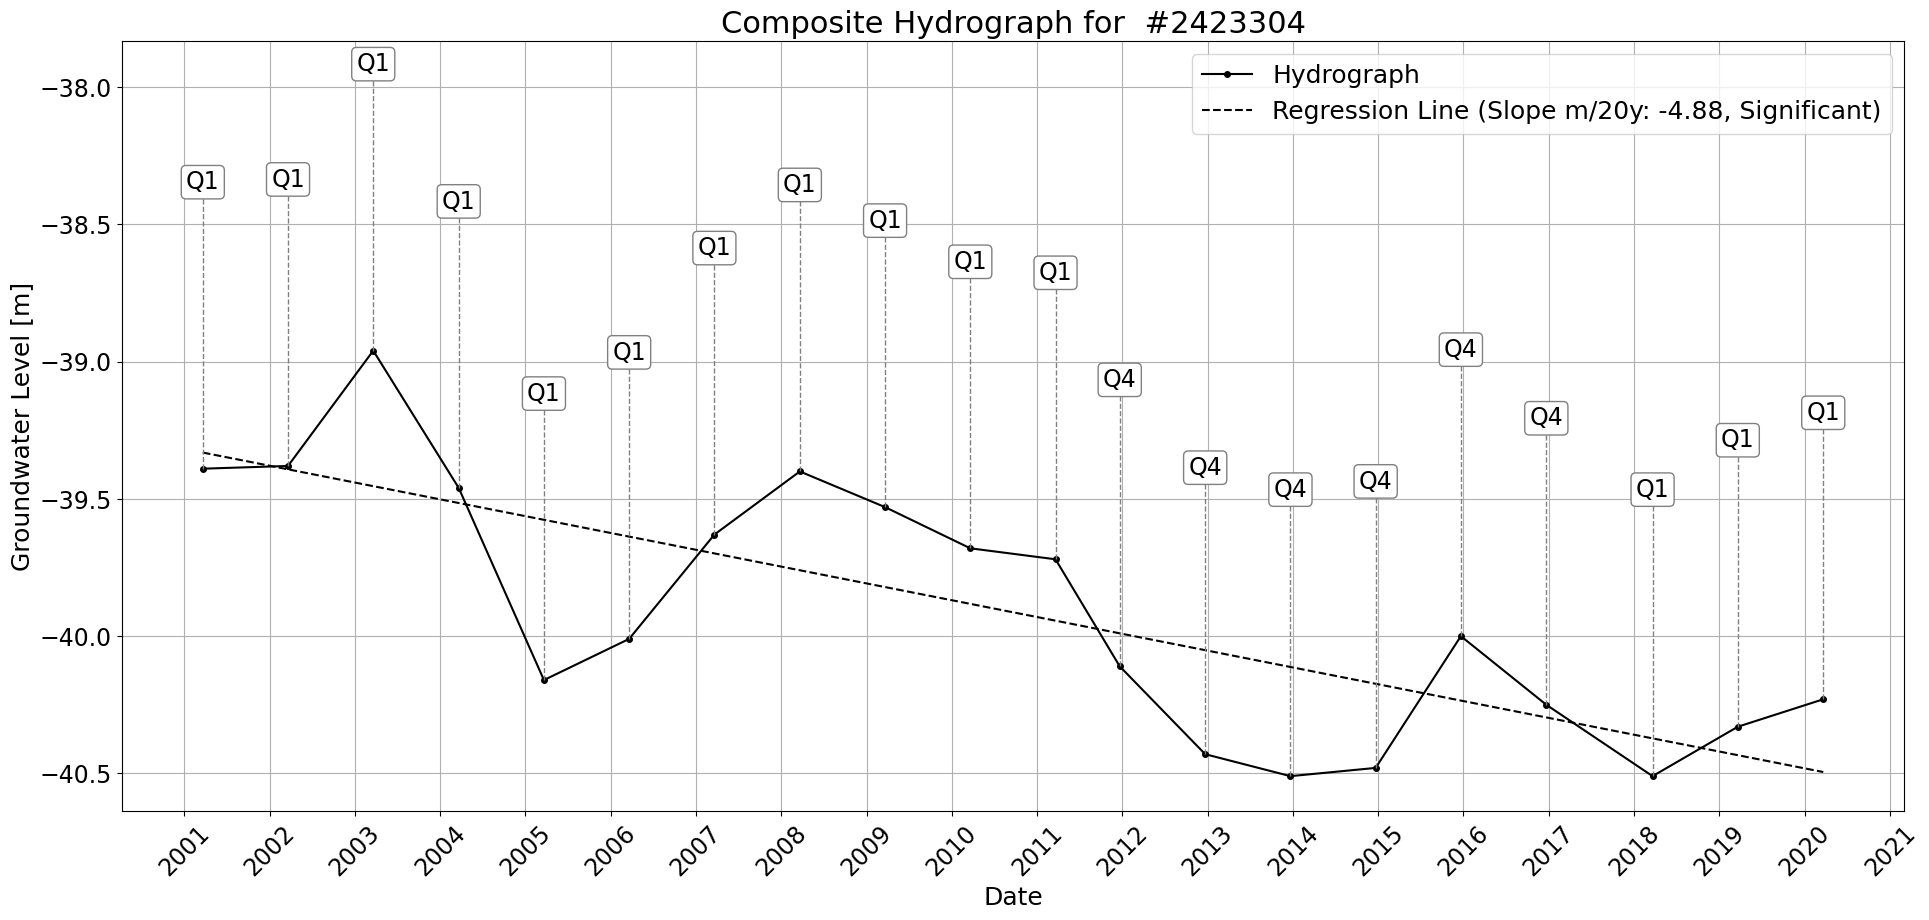 Composite Hydrograph for  #2423304
Hydrograph
Regression Line (Slope m/20y: -4.88, Significant)
Groundwater Level [m]
−38.0
−38.5
−39.0
−39.5
−40.0
−40.5
Q1
Q1
Q1
Q1
Q1
Q1
Q1
Q1
Q1
Q1
Q1
Q4
Q4
Q4
Q4
Q4
Q4
Q1
Q1
Q1
2001
2002
2003
2004
2005
2006
2007
2008
2009
2010
2011
2012
2013
2014
2015
2016
2017
2018
2019
2020
2021
Date